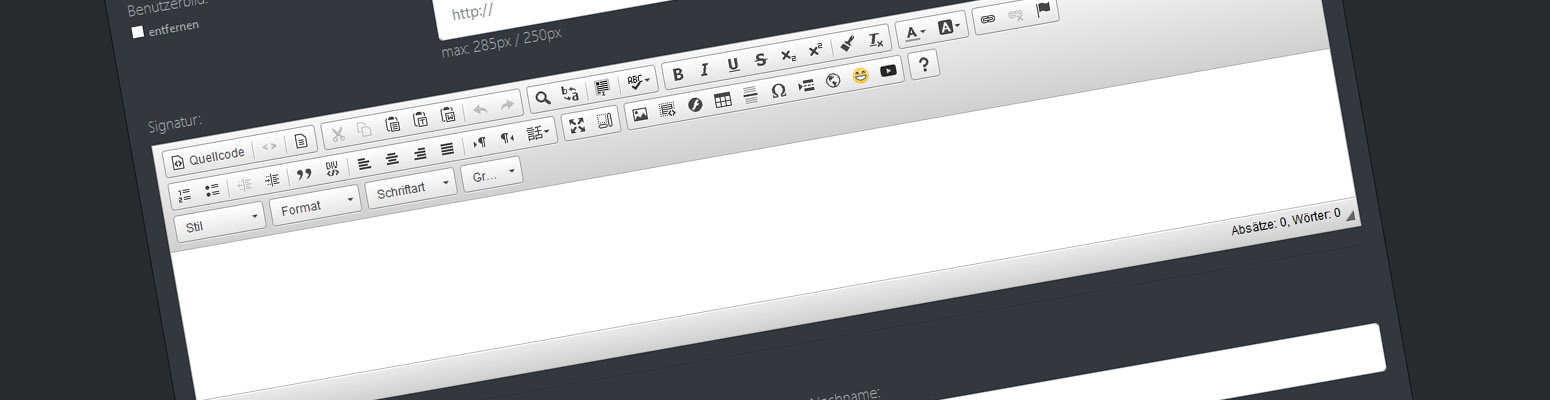 Benutzerbild:
entfernen
http://
max: 285px / 250px
Signatur:
Quellcode
Stil
Format
Schriftart
Gr...
Absätze: 0, Wörter: 0
Nachname: